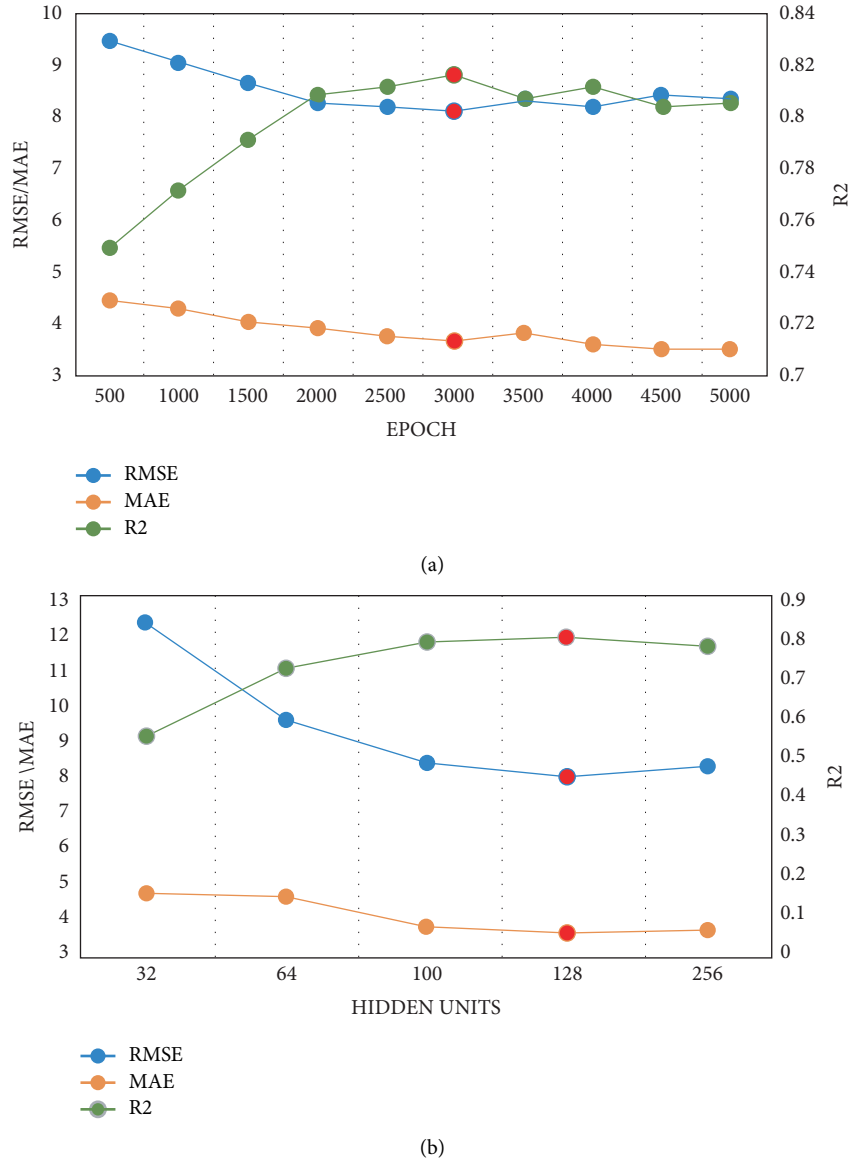 10
9
8
7
6
5
4
3
RMSE/MAE
0.84
0.82
0.8
0.78
0.76
0.74
0.72
0.7
R2
500 1000 1500 2000 2500 3000 3500 4000 4500 5000
EPOCH
RMSE
MAE
R2
(a)
13
12
11
10
9
8
7
6
5
4
3
RMSE \MAE
0.9
0.8
0.7
0.6
0.5
0.4
0.3
0.2
0.1
0
R2
32 64 100 128 256
HIDDEN UNITS
RMSE
MAE
R2
(b)